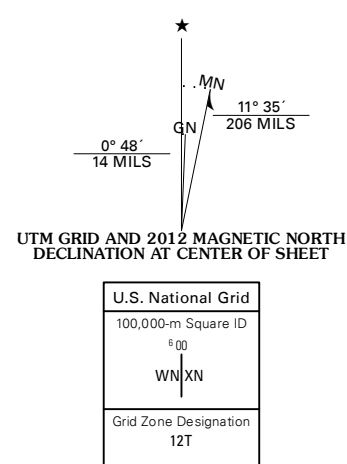 ★
MN
GN
11° 35´
206 MILS
0° 48´
14 MILS
UTM GRID AND 2012 MAGNETIC NORTH
DECLINATION AT CENTER OF SHEET
U.S. National Grid
100,000-m Square ID
6 00
WN XN
Grid Zone Designation
12T